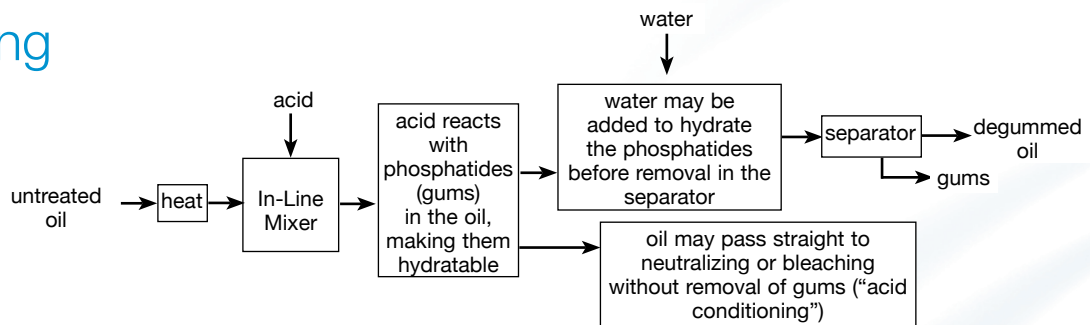 ng
water
acid
untreated
oil
heat
In-Line
Mixer
acid reacts
with
phosphatides
(gums)
in the oil,
making them
hydratable
water may be
added to hydrate
the phosphatides
before removal in the
separator
separator
degummed
oil
gums
oil may pass straight to
neutralizing or bleaching
without removal of gums (“acid
conditioning”)